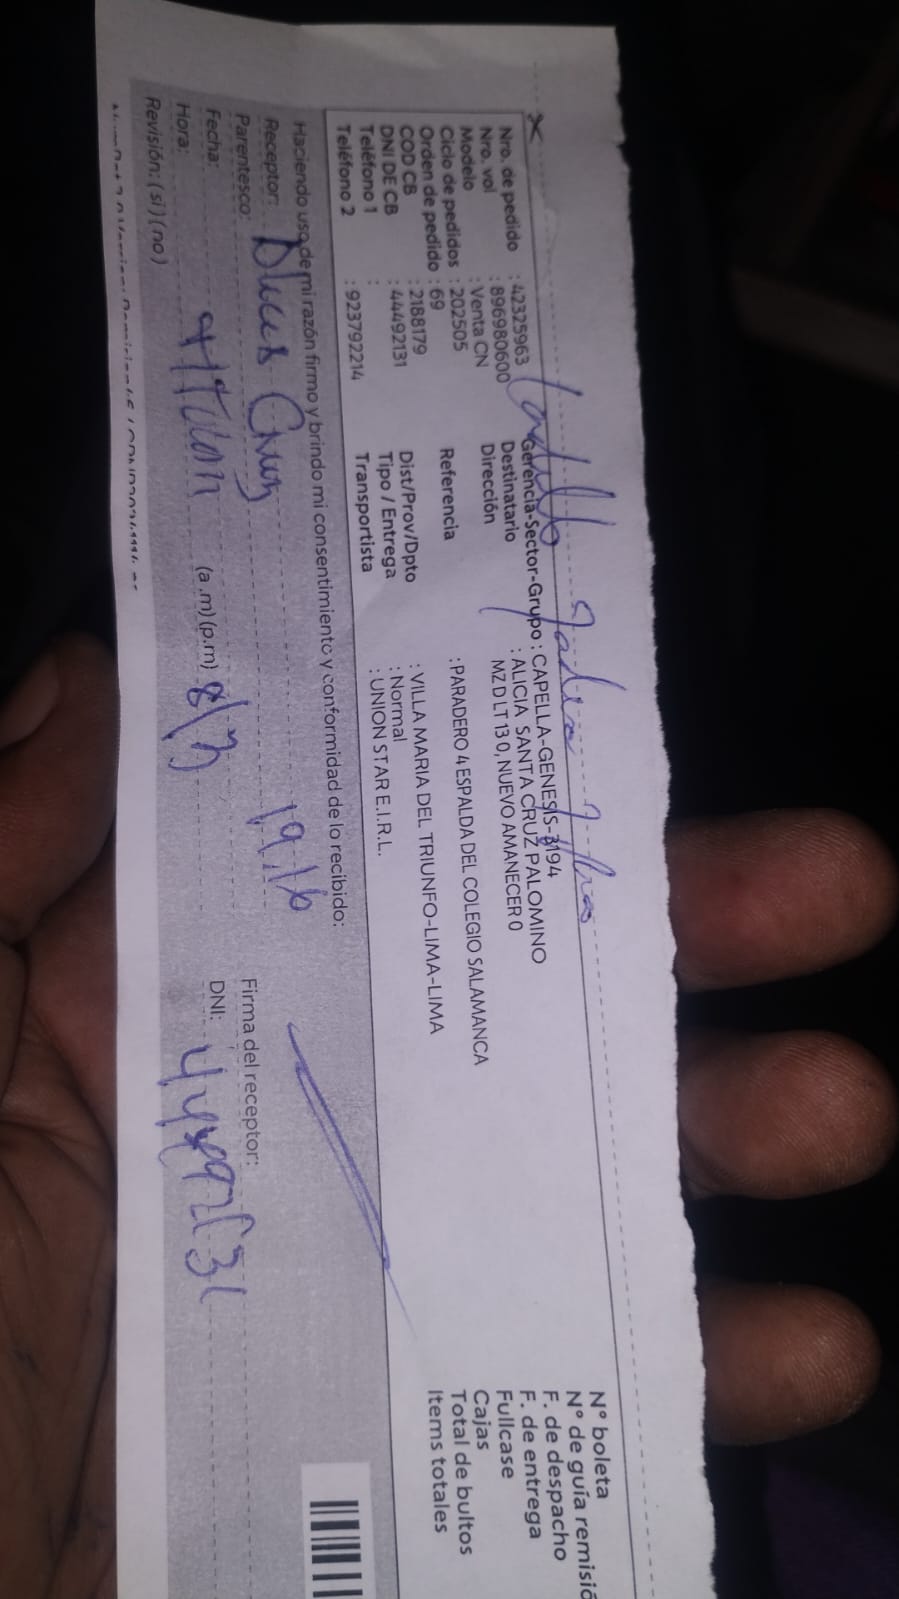 Nro. de pedido : 42325963
Nro. vol : 896980600
Modelo : Venta CN
Ciclo de pedidos : 202505
Orden de pedido : 69
COD CB : 2188179
DNI DE CB : 44492131
Teléfono 1 :
Teléfono 2 : 923792214
Gerencia-Sector-Grupo : CAPELLA-GENESIS-3194
Destinatario : ALICIA SANTA CRUZ PALOMINO
Dirección MZ D LT 13 0, NUEVO AMANECER 0
Referencia : PARADERO 4 ESPALDA DEL COLEGIO SALAMANCA
Dist/Prov/Dpto : VILLA MARIA DEL TRIUNFO-LIMA-LIMA
Tipo / Entrega : Normal
Transportista : UNION STAR E.I.R.L.
N° boleta
N° de guía remisió
F. de despacho
F. de entrega
Fullcase
Cajas
Total de bultos
Items totales
Haciendo uso de mi razón firmo y brindo mi consentimiento y conformidad de lo recibido:
Receptor: Cruz
Parentesco: 19:16
Fecha: 8/3
Hora: (a.m) (p.m)
Revisión: (si) (no)
Firma del receptor:
DNI: 44492131